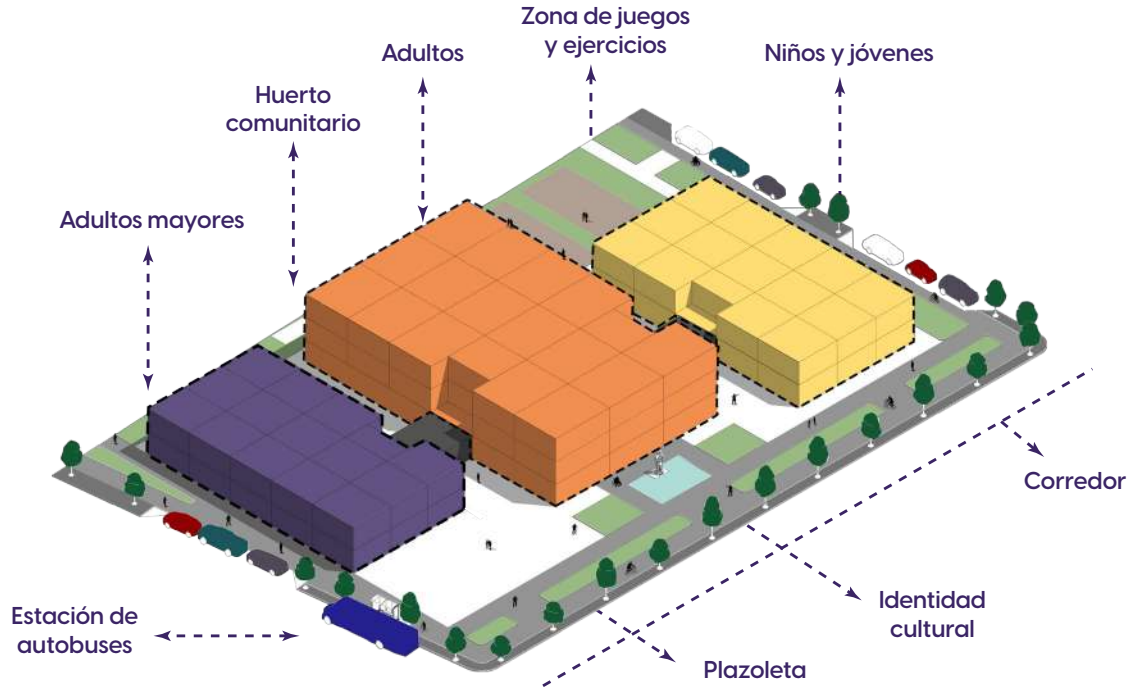 Zona de juegos
y ejercicios
Adultos
Niños y jóvenes
Huerto
comunitario
Adultos mayores
Corredor
Identidad
cultural
Estación de
autobuses
Plazoleta